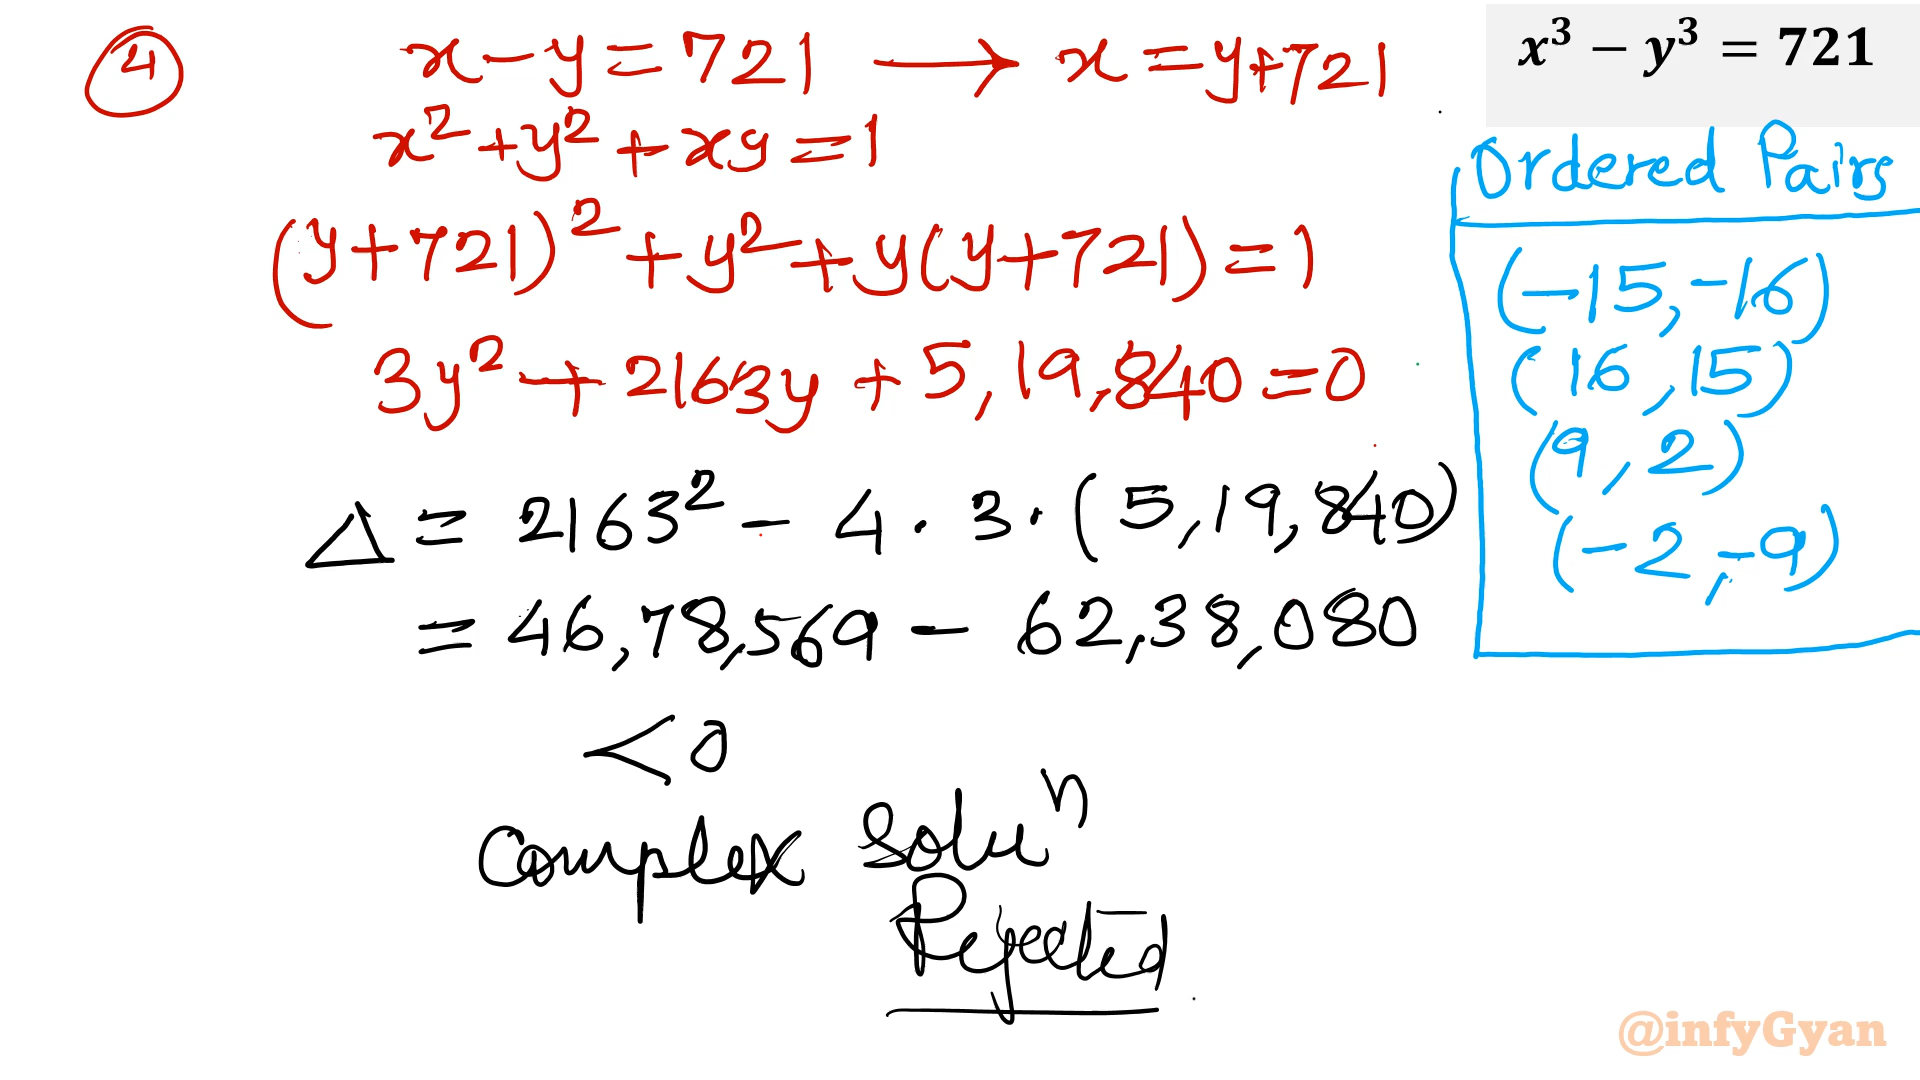 4
x - y = 721 → x = y + 721
x² + y² + xy = 1
(y + 721)² + y² + y(y + 721) = 1
3y² + 2163y + 5,19,840 = 0
Δ = 2163² - 4 · 3 · (5,19,840)
= 46,78,569 - 62,38,080
< 0
Complex Soluⁿ
Rejected
x³ − y³ = 721
Ordered Pairs
(-15, -16)
(16, 15)
(9, 2)
(-2, -9)
@infyGyan